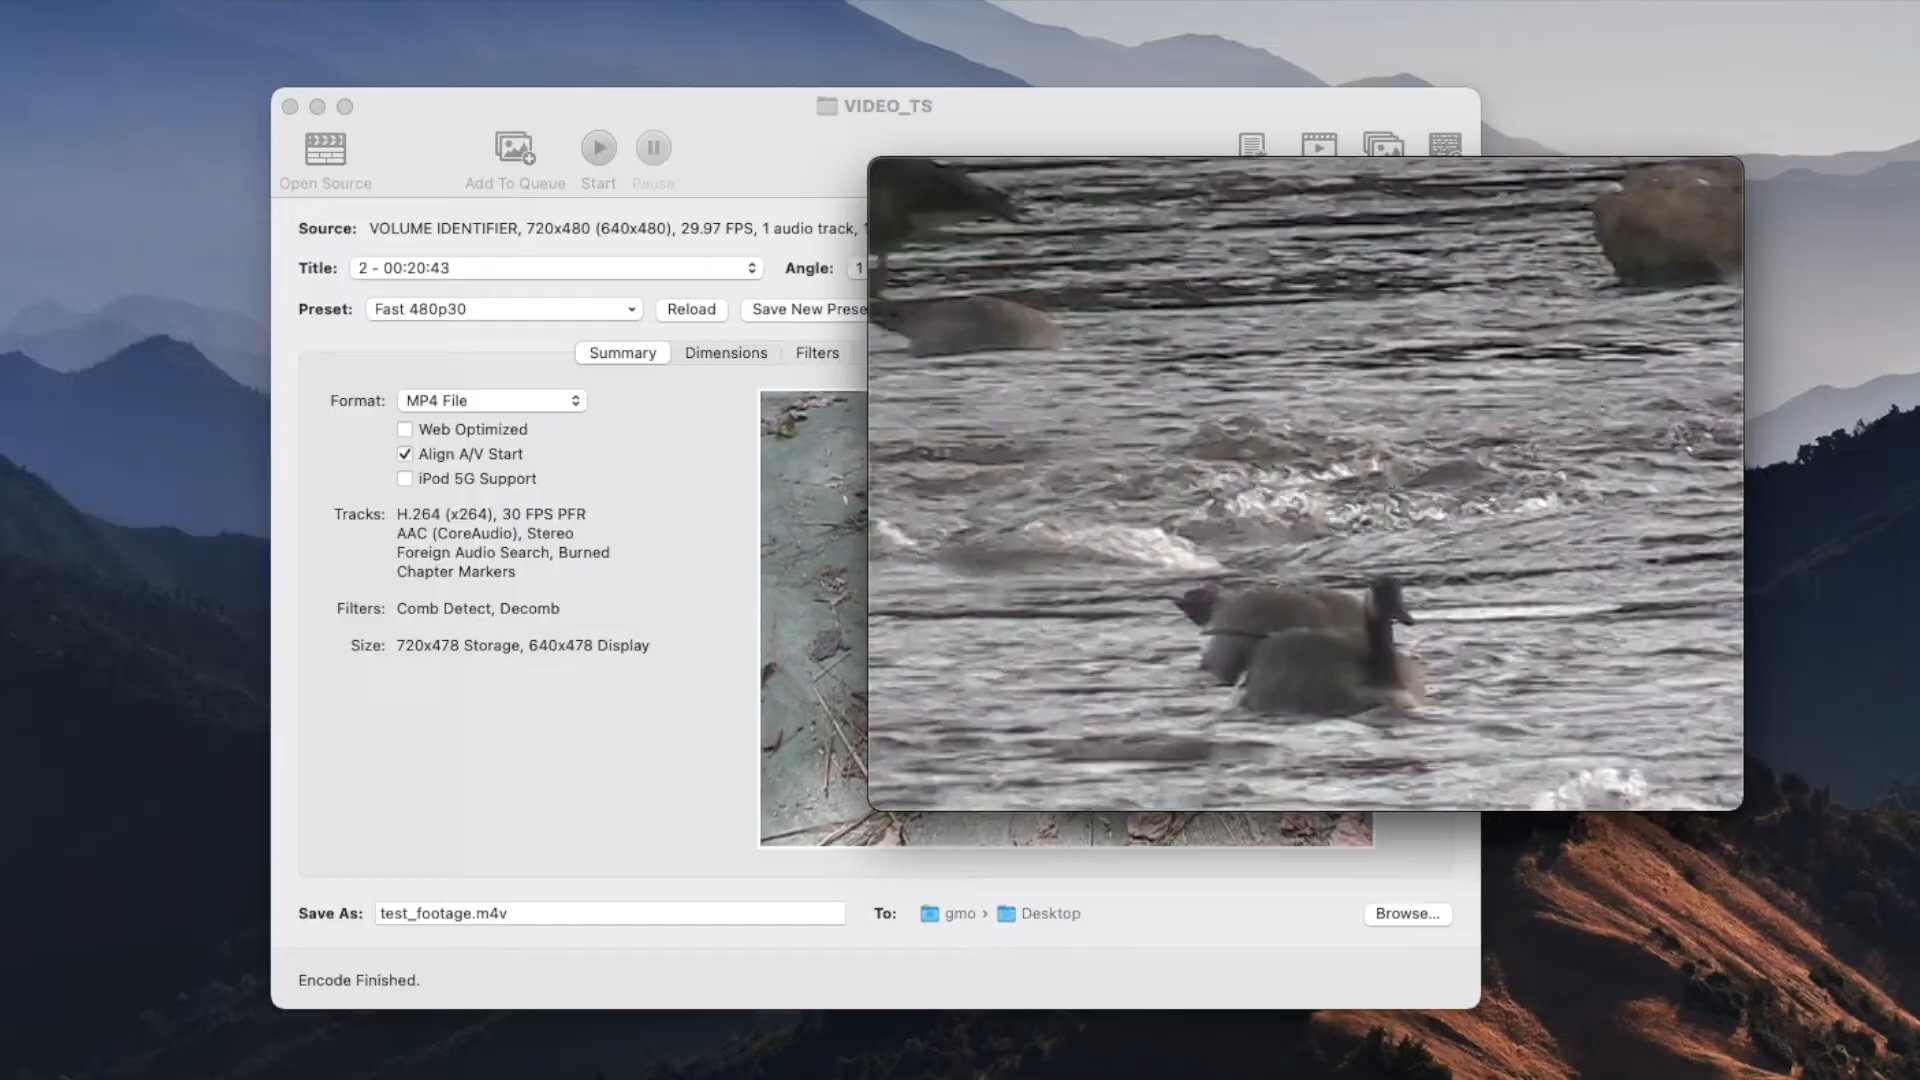 VIDEO_TS
Open Source
Add To Queue
Start
Pause
Source: VOLUME IDENTIFIER, 720x480 (640x480), 29.97 FPS, 1 audio track,
Title: 2 - 00:20:43
Angle: 1
Preset: Fast 480p30
Reload
Save New Prese
Summary
Dimensions
Filters
Format: MP4 File
Web Optimized
Align A/V Start
iPod 5G Support
Tracks: H.264 (x264), 30 FPS PFR
AAC (CoreAudio), Stereo
Foreign Audio Search, Burned
Chapter Markers
Filters: Comb Detect, Decomb
Size: 720x478 Storage, 640x478 Display
Save As: test_footage.m4v
To: gmo › Desktop
Browse...
Encode Finished.